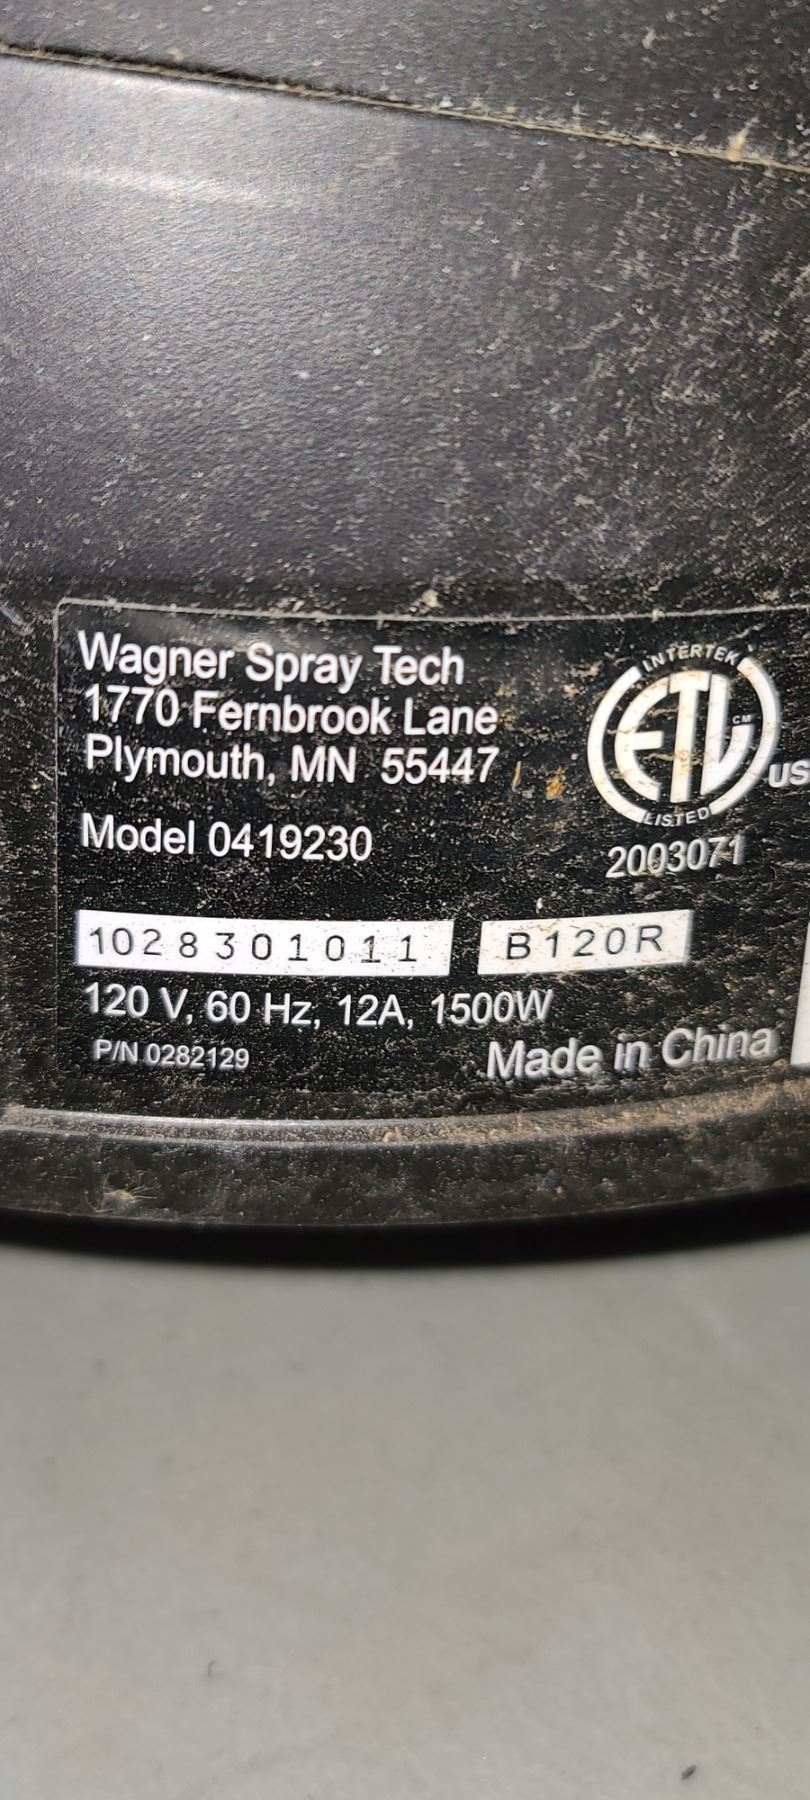 Wagner Spray Tech
1770 Fernbrook Lane
Plymouth, MN 55447
INTERTEK
ETL
CM
US
LISTED
2003071
Model 0419230
1028301011 B120R
120 V, 60 Hz, 12A, 1500W
P/N 0282129
Made in China